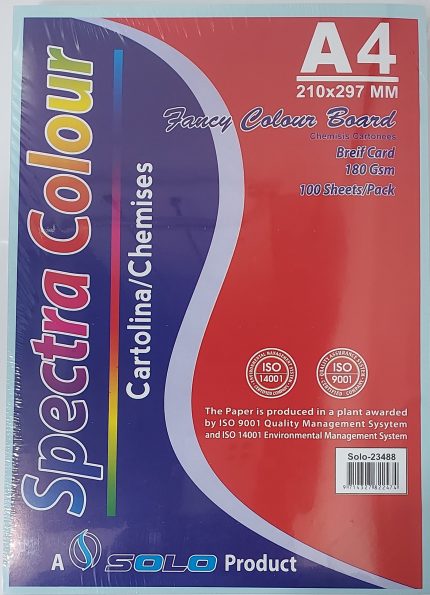 A4
210x297 MM
Fancy Colour Board
Chemisis Cartonces
Breif Card
180 Gsm
100 Sheets/Pack
Spectra Colour
Cartolina/Chemises
ISO
14001
ISO
9001
The Paper is produced in a plant awarded
by ISO 9001 Quality Management Sysytem
and ISO 14001 Environmental Management System
Solo-23488
9714327822474
A SOLO Product